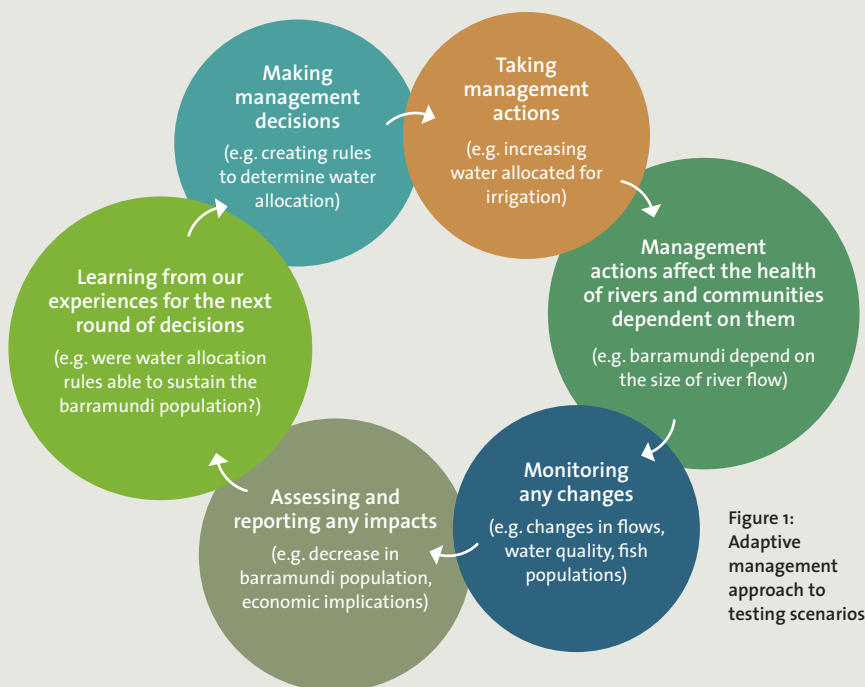 Making
management
decisions
(e.g. creating rules
to determine water
allocation)
Taking
management
actions
(e.g. increasing
water allocated for
irrigation)
Management
actions affect the health
of rivers and communities
dependent on them
(e.g. barramundi depend on
the size of river flow)
Monitoring
any changes
(e.g. changes in flows,
water quality, fish
populations)
Assessing and
reporting any impacts
(e.g. decrease in
barramundi population,
economic implications)
Learning from our
experiences for the next
round of decisions
(e.g. were water allocation
rules able to sustain the
barramundi population?)
Figure 1:
Adaptive
management
approach to
testing scenarios